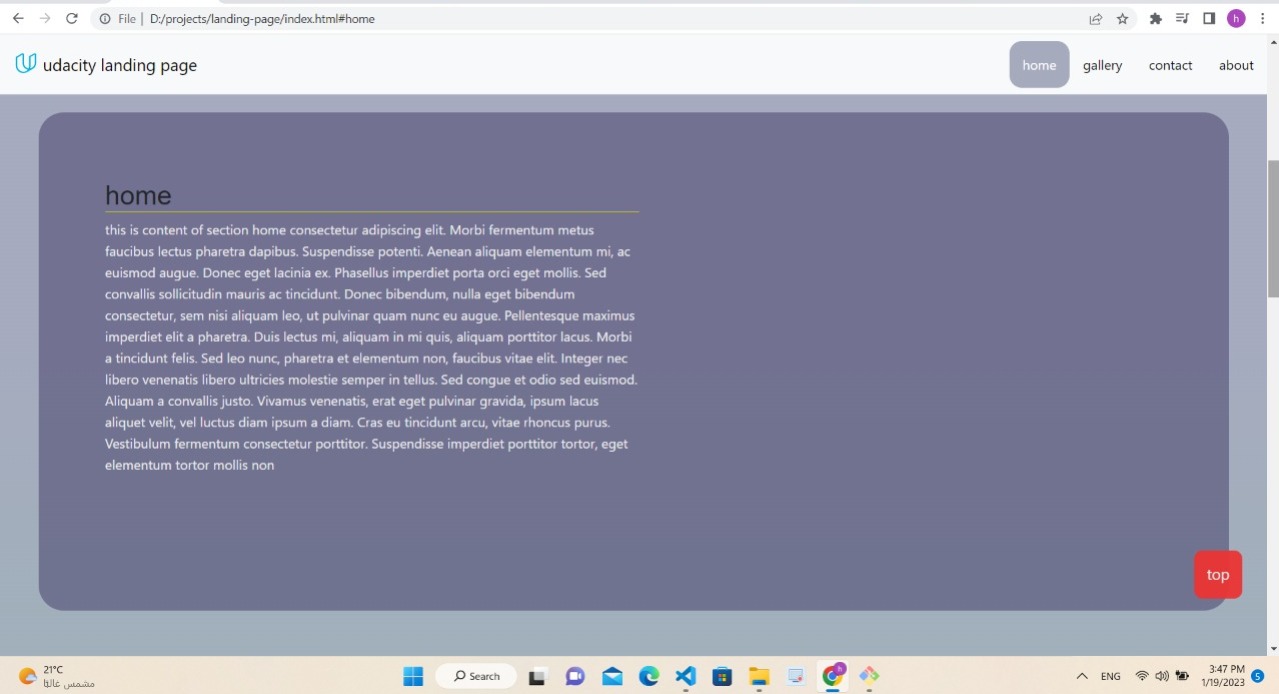 File | D:/projects/landing-page/index.html#home
h
udacity landing page
home
gallery
contact
about
home
this is content of section home consectetur adipiscing elit. Morbi fermentum metus
faucibus lectus pharetra dapibus. Suspendisse potenti. Aenean aliquam elementum mi, ac
euismod augue. Donec eget lacinia ex. Phasellus imperdiet porta orci eget mollis. Sed
convallis sollicitudin mauris ac tincidunt. Donec bibendum, nulla eget bibendum
consectetur, sem nisi aliquam leo, ut pulvinar quam nunc eu augue. Pellentesque maximus
imperdiet elit a pharetra. Duis lectus mi, aliquam in mi quis, aliquam porttitor lacus. Morbi
a tincidunt felis. Sed leo nunc, pharetra et elementum non, faucibus vitae elit. Integer nec
libero venenatis libero ultricies molestie semper in tellus. Sed congue et odio sed euismod.
Aliquam a convallis justo. Vivamus venenatis, erat eget pulvinar gravida, ipsum lacus
aliquet velit, vel luctus diam ipsum a diam. Cras eu tincidunt arcu, vitae rhoncus purus.
Vestibulum fermentum consectetur porttitor. Suspendisse imperdiet porttitor tortor, eget
elementum tortor mollis non
top
21°C
مشمس غالبًا
Search
ENG
3:47 PM
1/19/2023
5